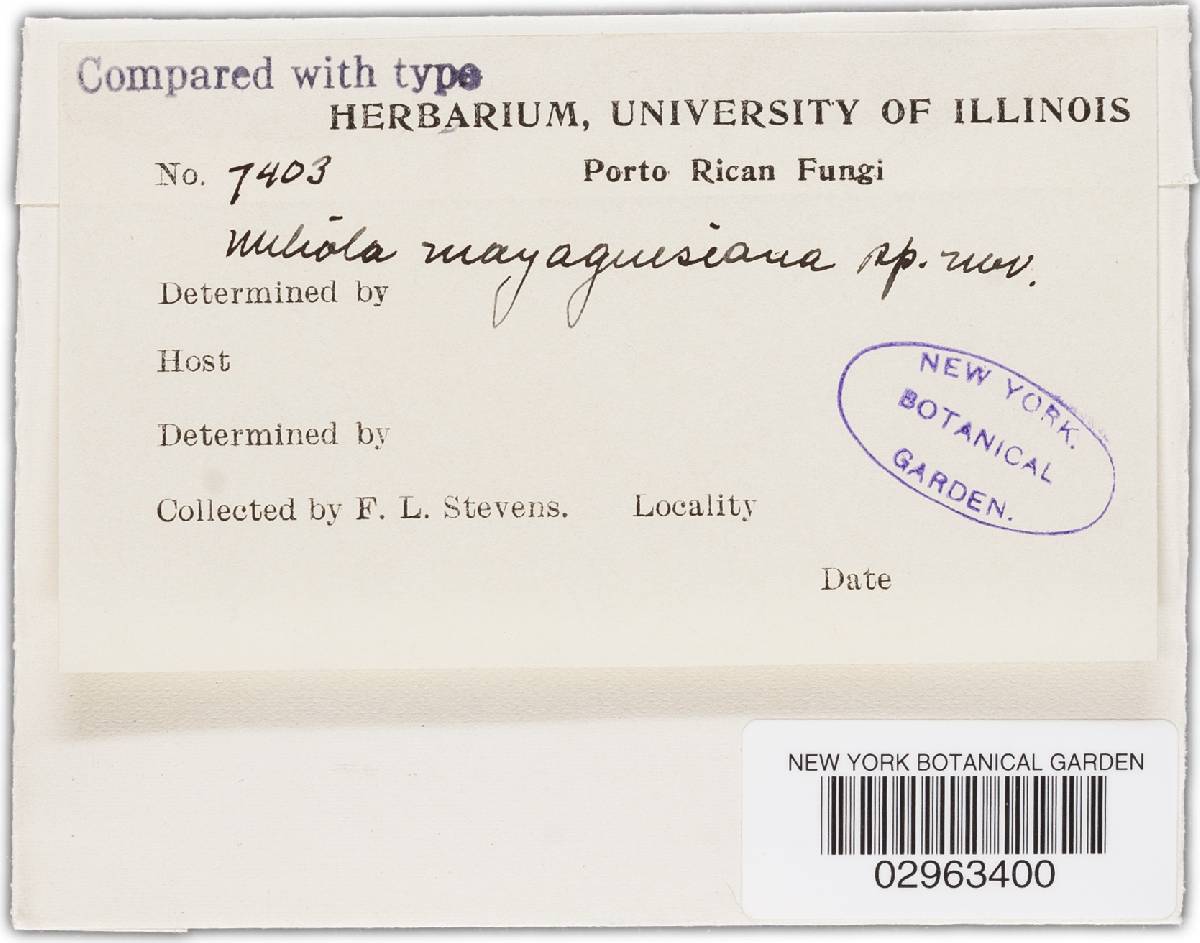 Compared with type
HERBARIUM, UNIVERSITY OF ILLINOIS
No. 7403 Porto Rican Fungi
Meliola mayaguesiana sp. nov.
Determined by
Host
Determined by
Collected by F. L. Stevens. Locality
Date
NEW YORK.
BOTANICAL
GARDEN.
NEW YORK BOTANICAL GARDEN
02963400